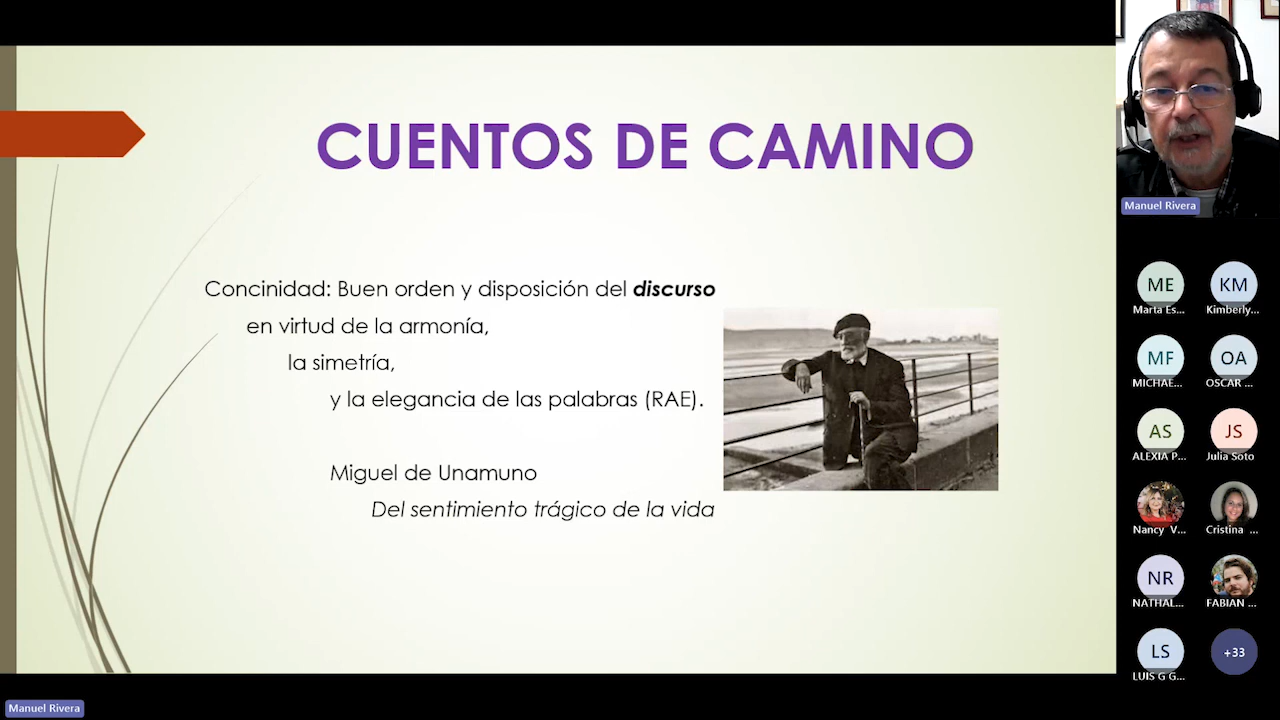 CUENTOS DE CAMINO
Concinidad: Buen orden y disposición del discurso
en virtud de la armonía,
la simetría,
y la elegancia de las palabras (RAE).
Miguel de Unamuno
Del sentimiento trágico de la vida
Manuel Rivera
ME
Marta Es...
KM
Kimberly...
MF
MICHAE...
OA
OSCAR ...
AS
ALEXIA P...
JS
Julia Soto
Nancy V...
Cristina ...
NR
NATHAL...
FABIAN ...
LS
LUIS G G...
+33
Manuel Rivera